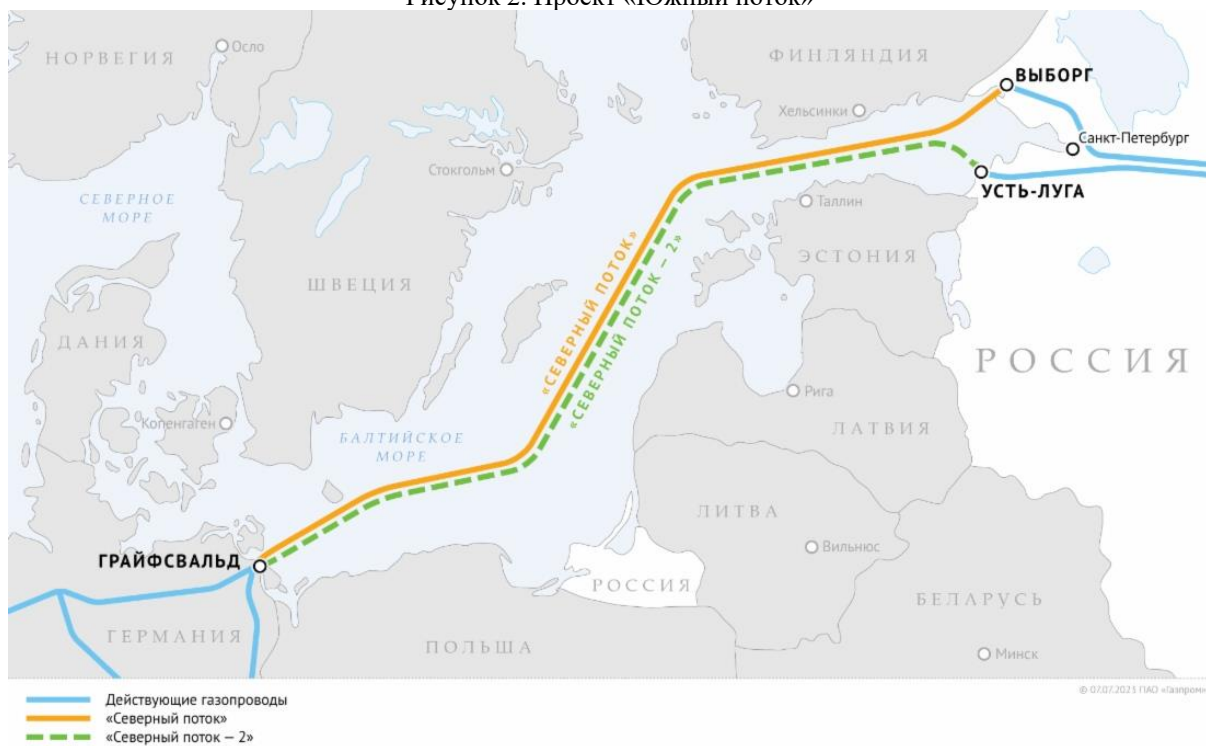 Рисунок 2. Проект «Южный поток»
НОРВЕГИЯ
Осло
ФИНЛЯНДИЯ
ВЫБОРГ
Хельсинки
Санкт-Петербург
Стокгольм
УСТЬ-ЛУГА
СЕВЕРНОЕ
МОРЕ
Таллин
ЭСТОНИЯ
ШВЕЦИЯ
«СЕВЕРНЫЙ ПОТОК»
«СЕВЕРНЫЙ ПОТОК – 2»
ДАНИЯ
РОССИЯ
Рига
Копенгаген
ЛАТВИЯ
БАЛТИЙСКОЕ
МОРЕ
ЛИТВА
Вильнюс
ГРАЙФСВАЛЬД
РОССИЯ
БЕЛАРУСЬ
ГЕРМАНИЯ
ПОЛЬША
Минск
© 07.07.2021 ПАО «Газпром»
Действующие газопроводы
«Северный поток»
«Северный поток – 2»